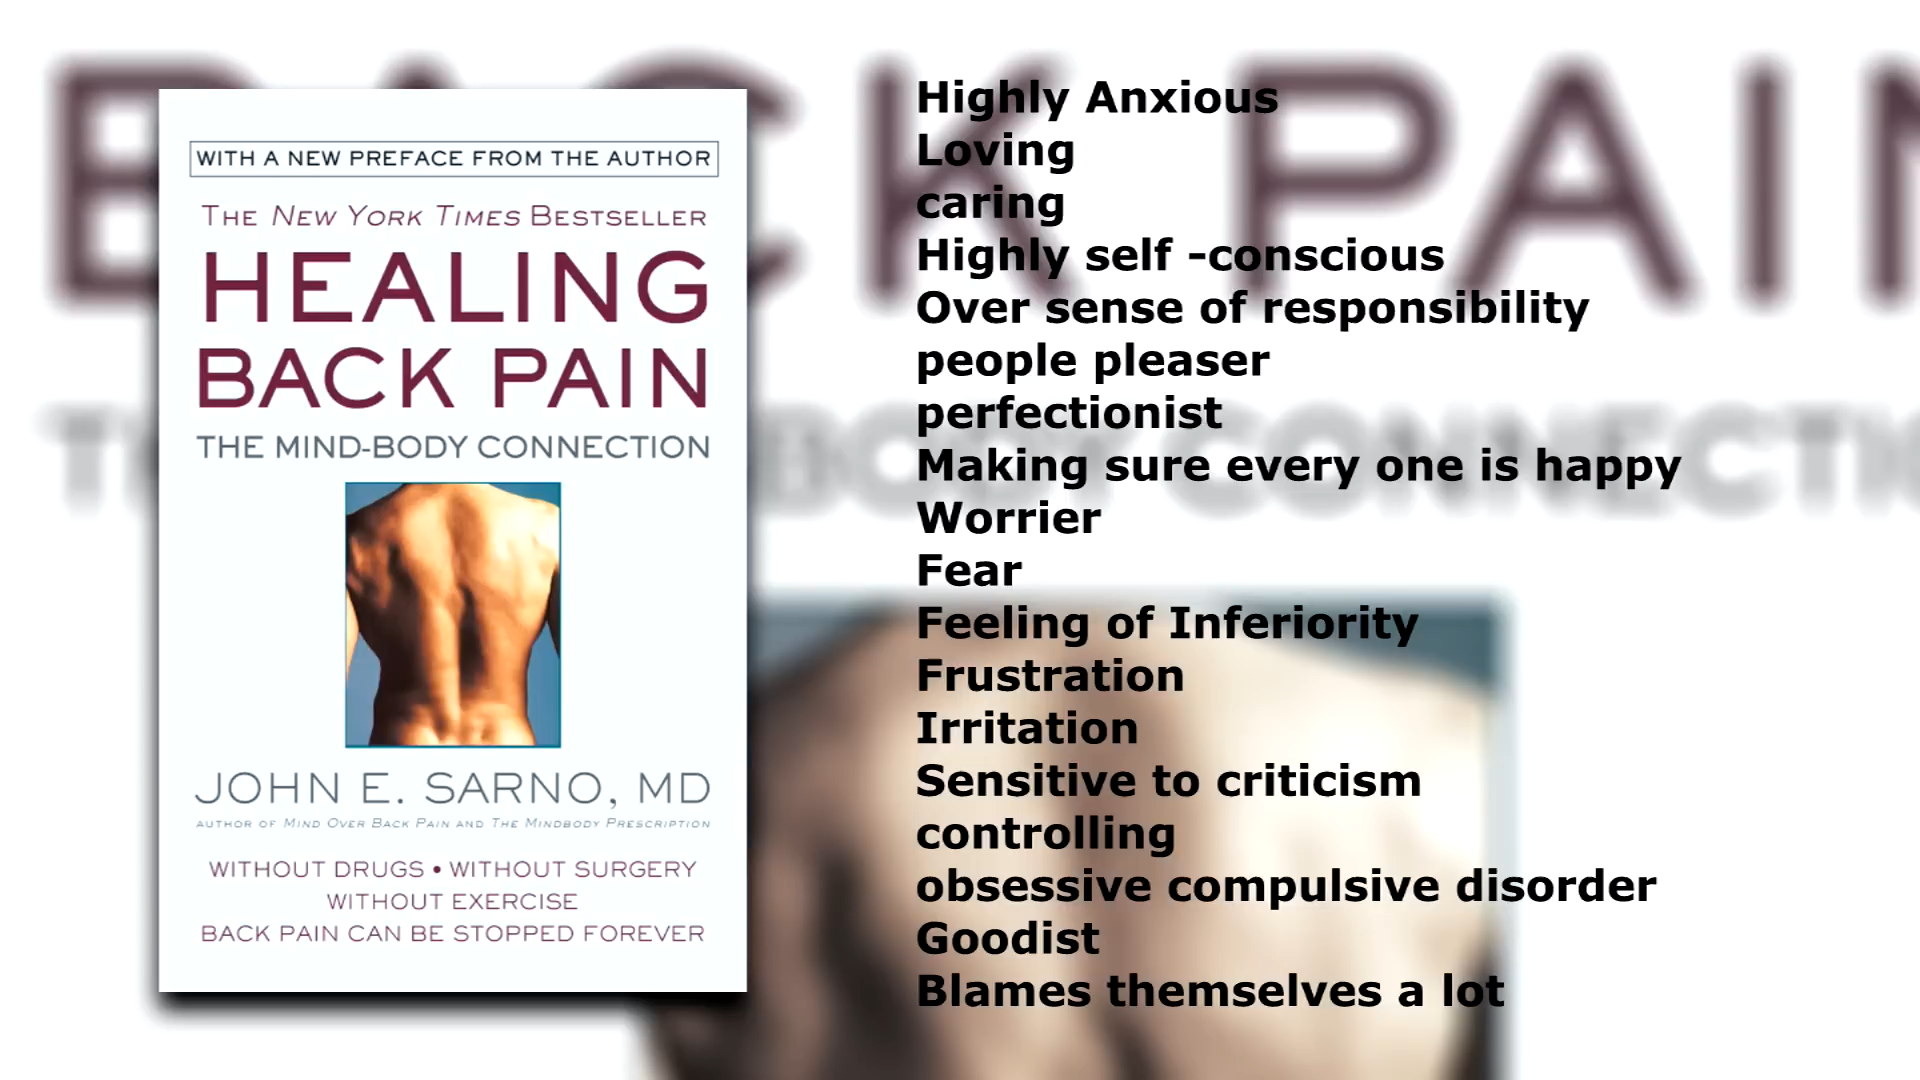 WITH A NEW PREFACE FROM THE AUTHOR
THE NEW YORK TIMES BESTSELLER
HEALING
BACK PAIN
THE MIND-BODY CONNECTION
JOHN E. SARNO, MD
AUTHOR OF MIND OVER BACK PAIN AND THE MINDBODY PRESCRIPTION
WITHOUT DRUGS • WITHOUT SURGERY
WITHOUT EXERCISE
BACK PAIN CAN BE STOPPED FOREVER
Highly Anxious
Loving
caring
Highly self -conscious
Over sense of responsibility
people pleaser
perfectionist
Making sure every one is happy
Worrier
Fear
Feeling of Inferiority
Frustration
Irritation
Sensitive to criticism
controlling
obsessive compulsive disorder
Goodist
Blames themselves a lot